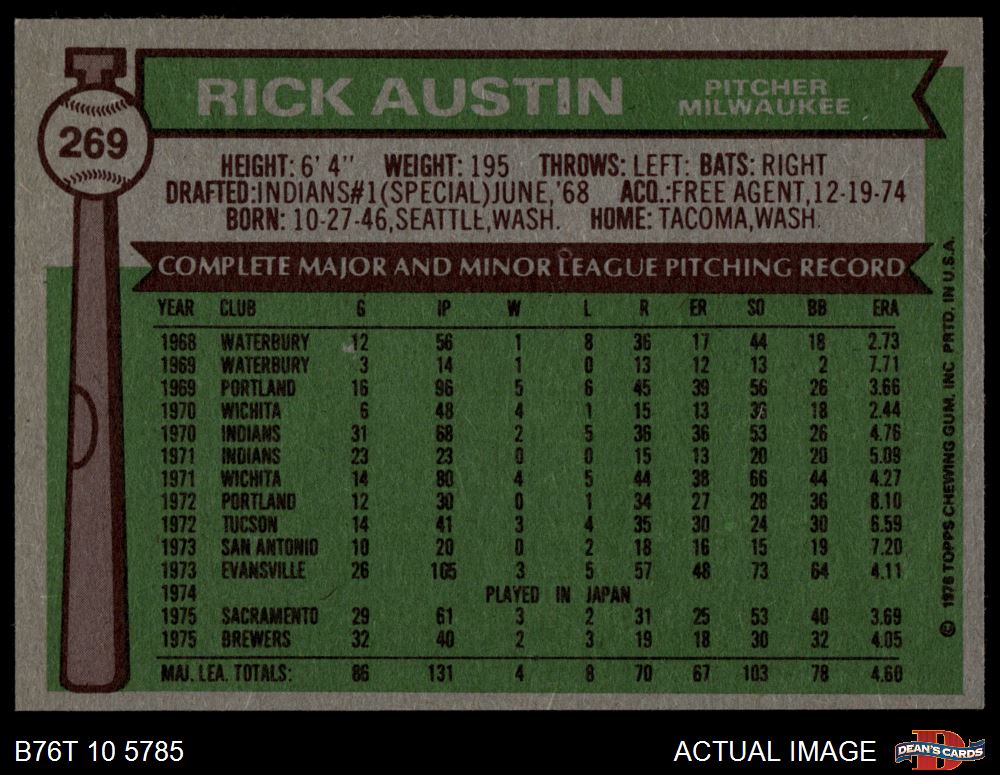 RICK AUSTIN
PITCHER
MILWAUKEE
269
HEIGHT: 6' 4" WEIGHT: 195 THROWS: LEFT: BATS: RIGHT
DRAFTED:INDIANS#1(SPECIAL)JUNE,'68 ACQ.:FREE AGENT,12-19-74
BORN: 10-27-46,SEATTLE,WASH. HOME: TACOMA,WASH.
COMPLETE MAJOR AND MINOR LEAGUE PITCHING RECORD
YEAR CLUB G IP W L R ER SO BB ERA
1968 WATERBURY 12 56 1 8 36 17 44 18 2.73
1969 WATERBURY 3 14 1 0 13 12 13 2 7.71
1969 PORTLAND 16 96 5 6 45 39 56 26 3.66
1970 WICHITA 6 48 4 1 15 13 36 18 2.44
1970 INDIANS 31 68 2 5 36 36 53 26 4.76
1971 INDIANS 23 23 0 0 15 13 20 20 5.09
1971 WICHITA 14 80 4 5 44 38 66 44 4.27
1972 PORTLAND 12 30 0 1 34 27 28 36 8.10
1972 TUCSON 14 41 3 4 35 30 24 30 6.59
1973 SAN ANTONIO 10 20 0 2 18 16 15 19 7.20
1973 EVANSVILLE 26 105 3 5 57 48 73 64 4.11
1974 PLAYED IN JAPAN
1975 SACRAMENTO 29 61 3 2 31 25 53 40 3.69
1975 BREWERS 32 40 2 3 19 18 30 32 4.05
MAJ. LEA. TOTALS: 86 131 4 8 70 67 103 78 4.60
© 1976 TOPPS CHEWING GUM, INC. PRTD. IN U.S.A.
B76T 10 5785
ACTUAL IMAGE
D
DEAN'S CARDS